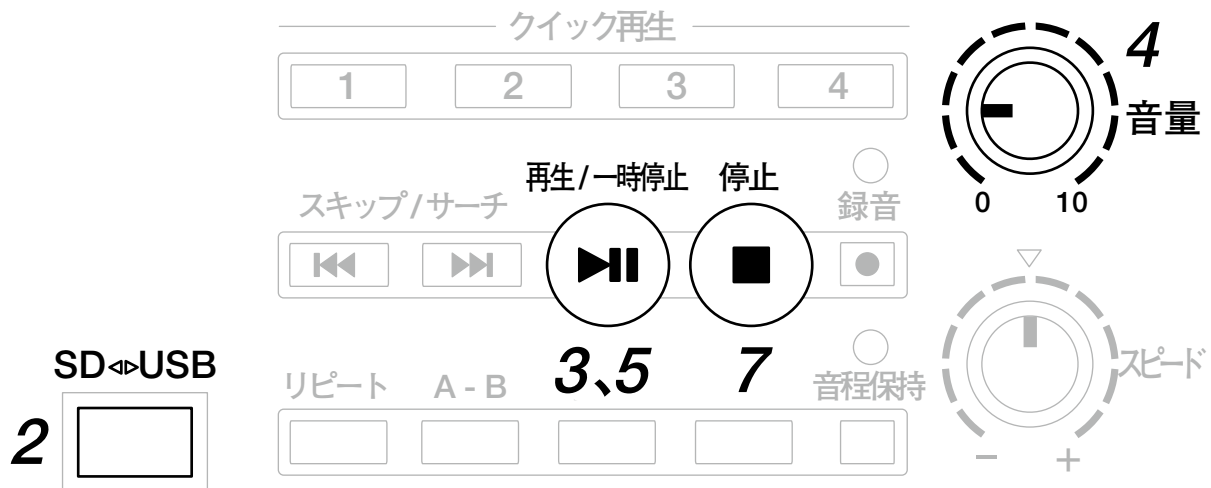 クイック再生
1 2 3 4
4
音量
0 10
再生/一時停止 停止
スキップ/サーチ
録音
SD⊲⊳USB
3、5 7
リピート A - B
音程保持
スピード
2
− +